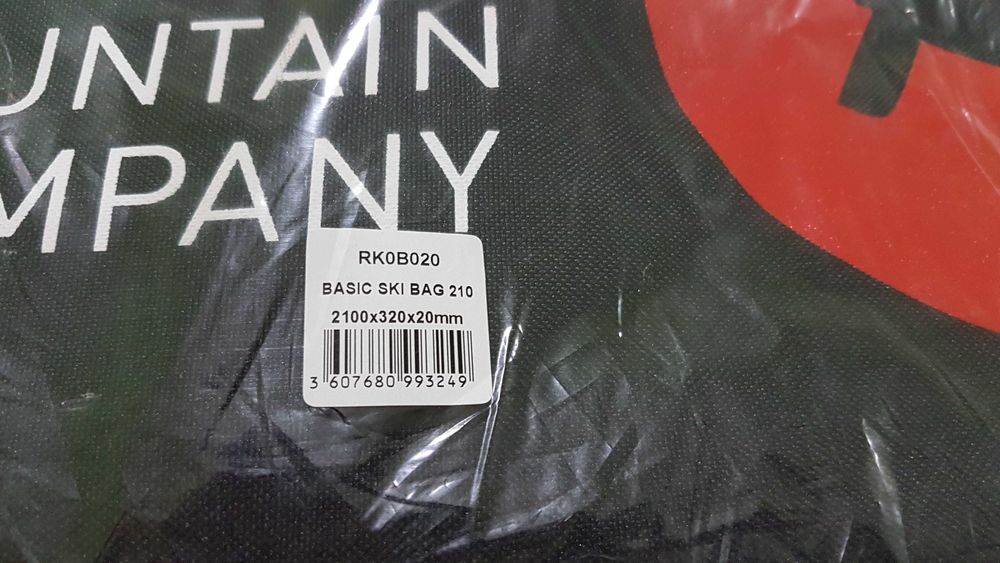 UNTAIN
MPANY
RK0B020
BASIC SKI BAG 210
2100x320x20mm
3 607680 993249